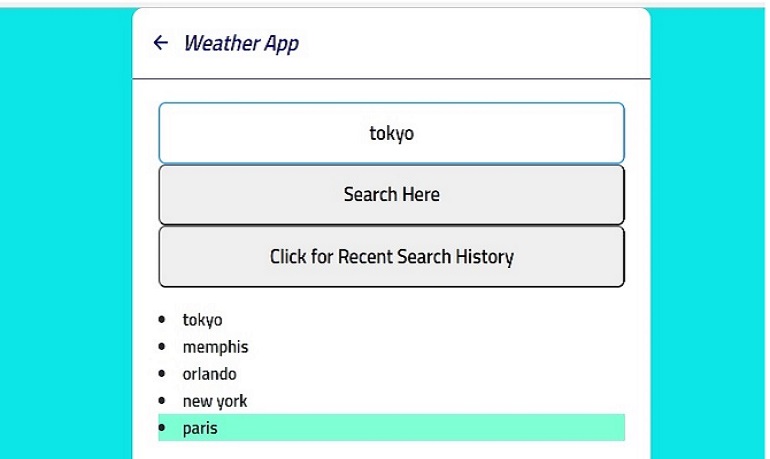 Weather App
tokyo
Search Here
Click for Recent Search History
tokyo
memphis
orlando
new york
paris